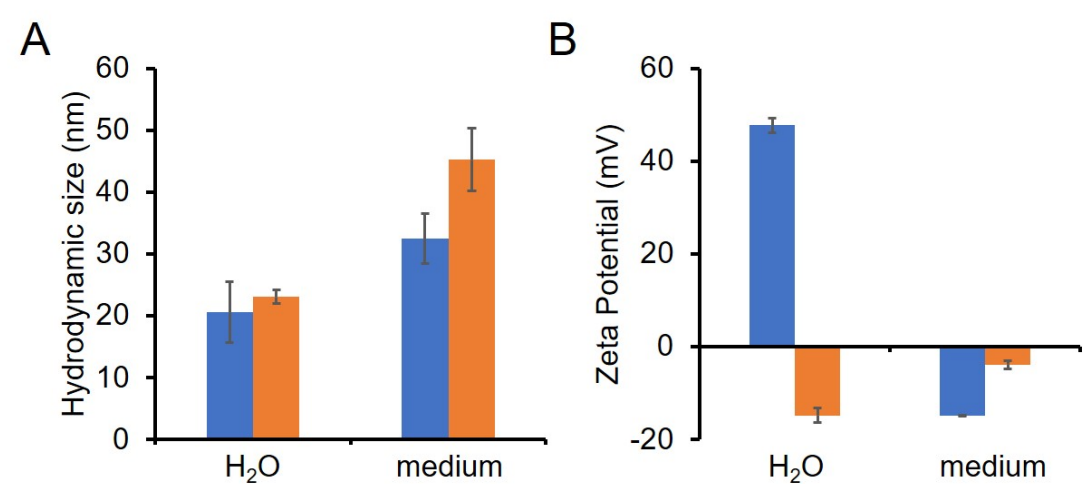 A
Hydrodynamic size (nm)
60
50
40
30
20
10
0
H₂O
medium
B
Zeta Potential (mV)
60
40
20
0
-20
H₂O
medium